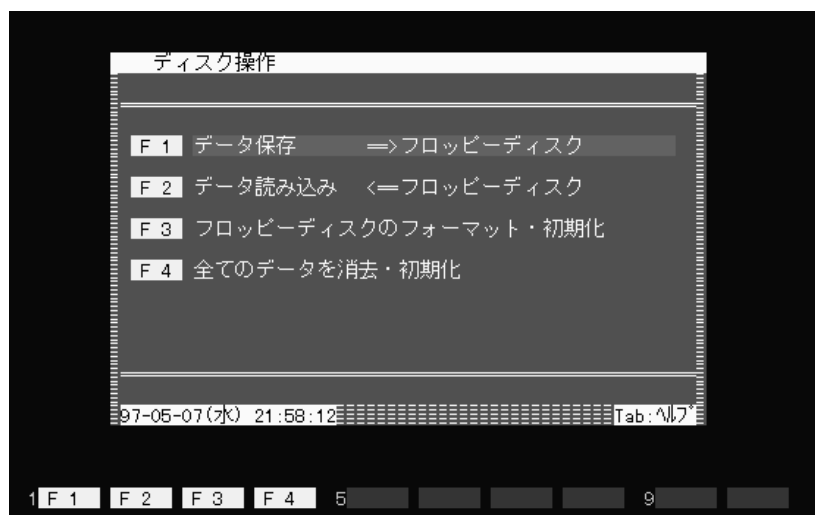 ディスク操作
F 1 データ保存 ⇒フロッピーディスク
F 2 データ読み込み ⇐フロッピーディスク
F 3 フロッピーディスクのフォーマット・初期化
F 4 全てのデータを消去・初期化
97-05-07(水) 21:58:12 Tab:ﾍﾙﾌﾟ
1 F 1 F 2 F 3 F 4 5 9